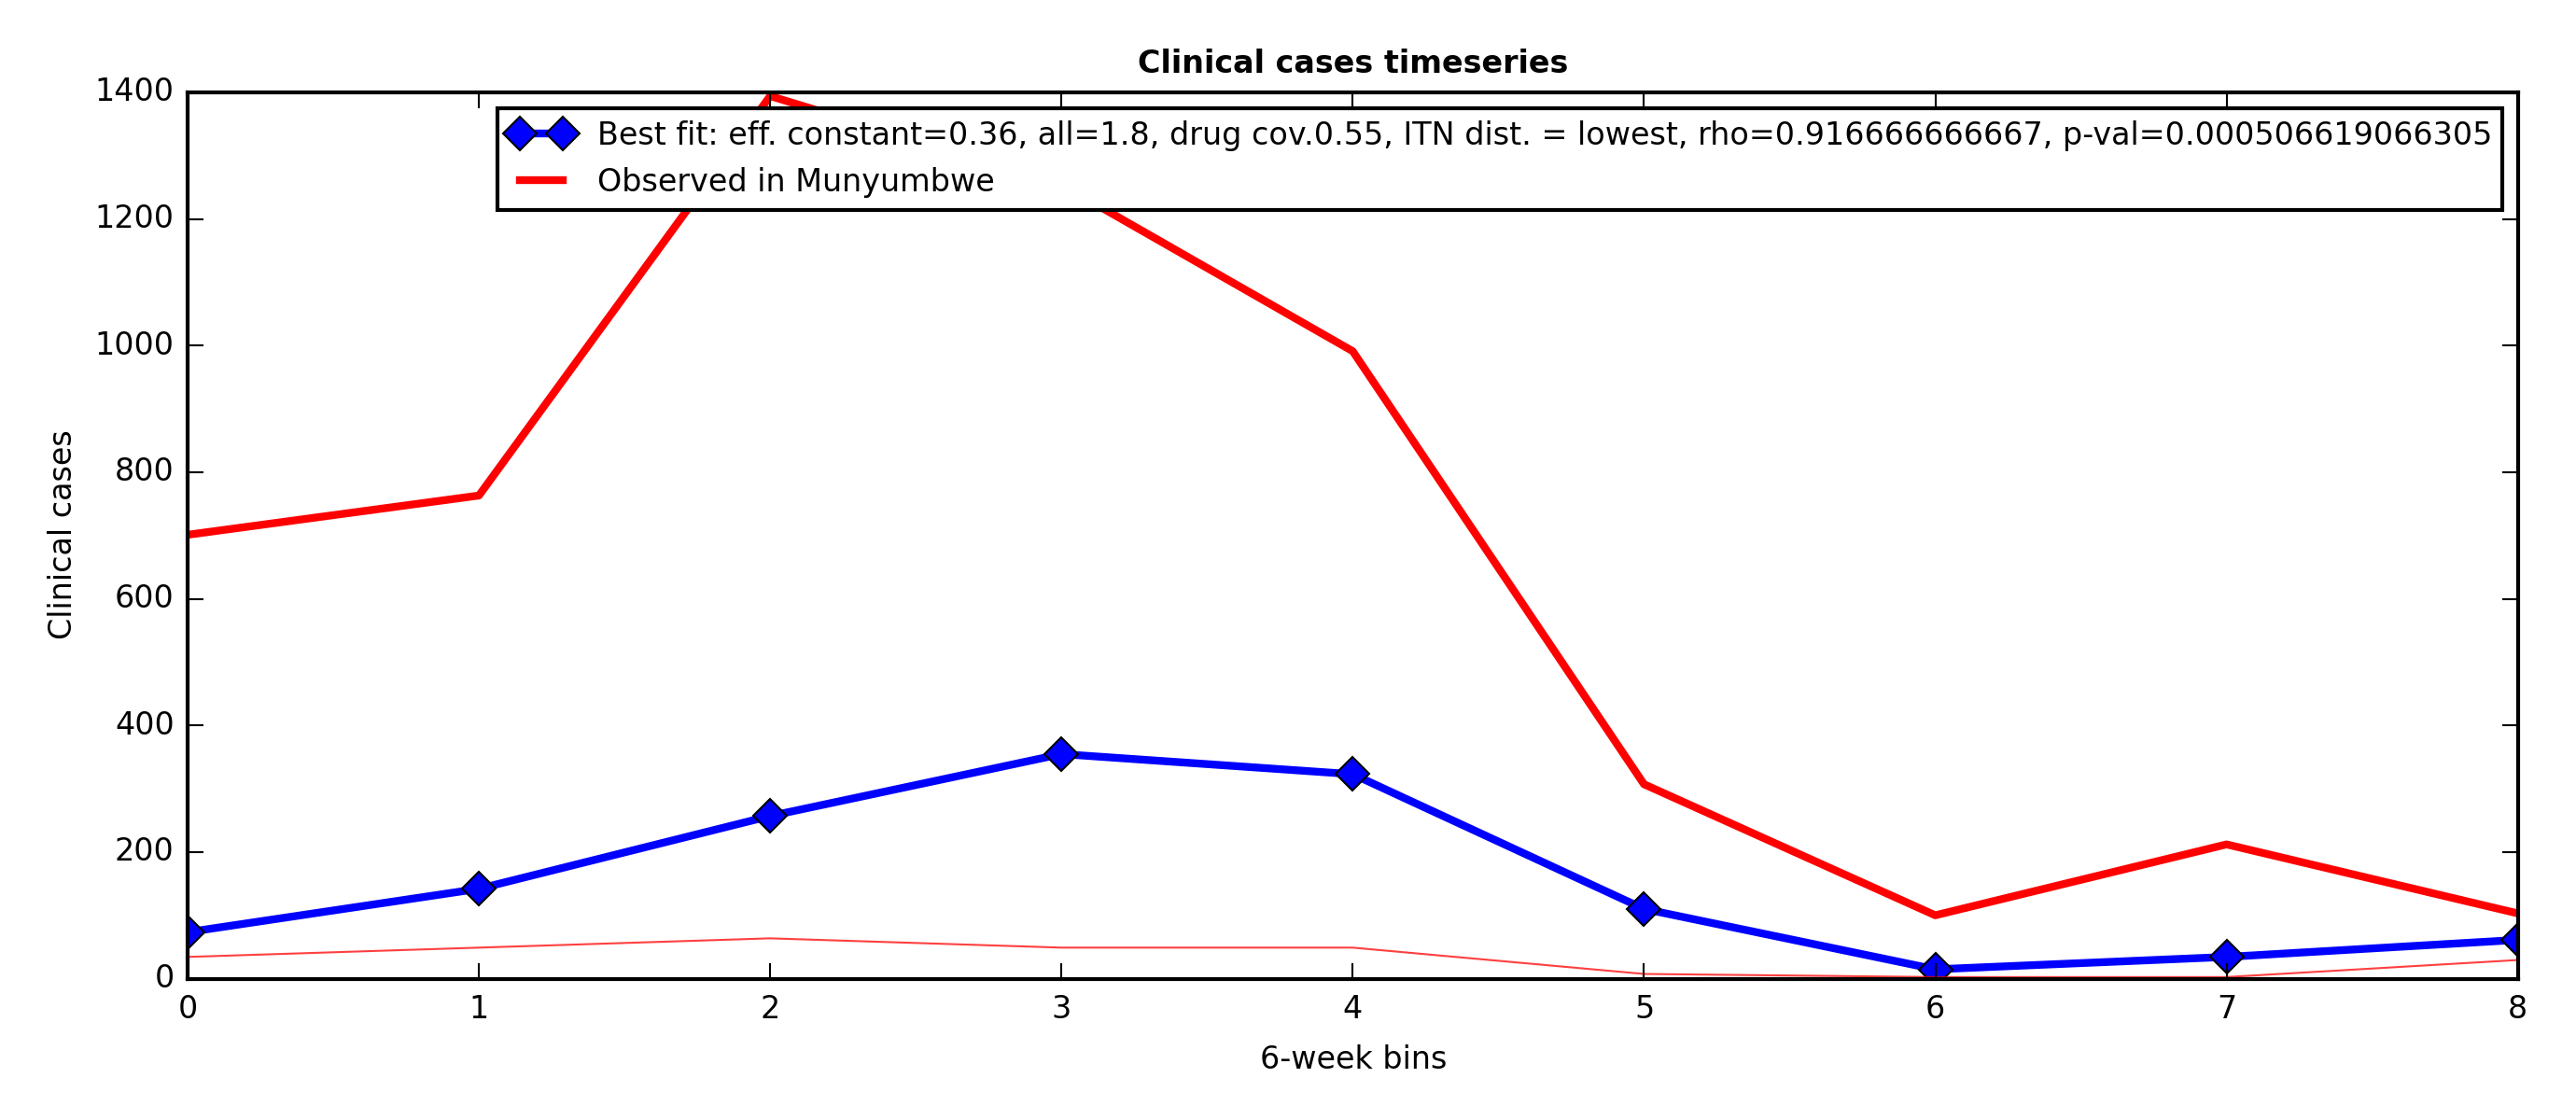 Clinical cases timeseries
1400
1200
1000
800
600
400
200
0
Clinical cases
Best fit: eff. constant=0.36, all=1.8, drug cov.0.55, ITN dist. = lowest, rho=0.916666666667, p-val=0.000506619066305
Observed in Munyumbwe
0 1 2 3 4 5 6 7 8
6-week bins